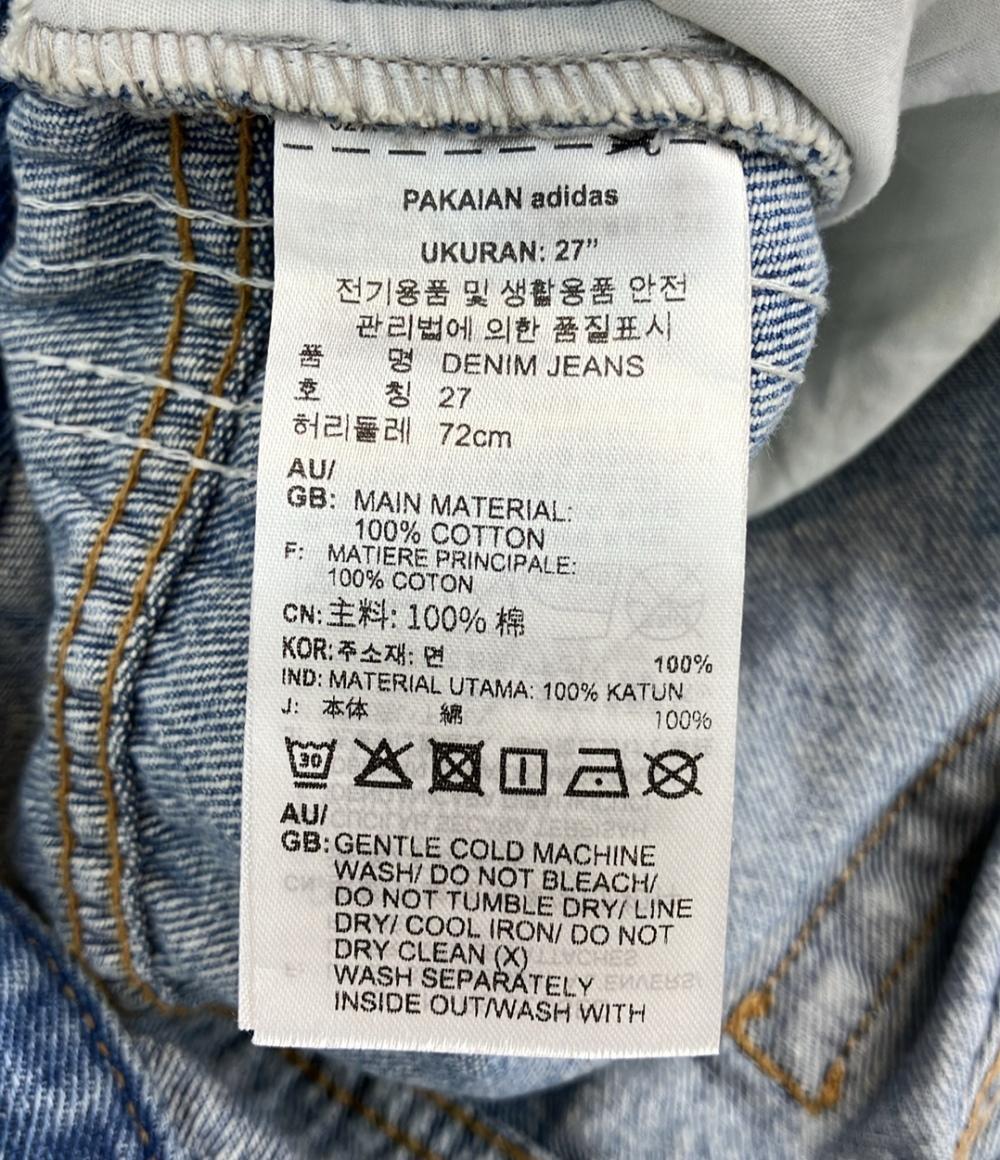 PAKAIAN adidas
UKURAN: 27”
전기용품 및 생활용품 안전
관리법에 의한 품질표시
품 명 DENIM JEANS
호 칭 27
허리둘레 72cm
AU/
GB: MAIN MATERIAL:
100% COTTON
F: MATIERE PRINCIPALE:
100% COTON
CN: 主料: 100% 棉
KOR: 주소재: 면 100%
IND: MATERIAL UTAMA: 100% KATUN
J: 本体 綿 100%
30
AU/
GB: GENTLE COLD MACHINE
WASH/ DO NOT BLEACH/
DO NOT TUMBLE DRY/ LINE
DRY/ COOL IRON/ DO NOT
DRY CLEAN (X)
WASH SEPARATELY
INSIDE OUT/WASH WITH